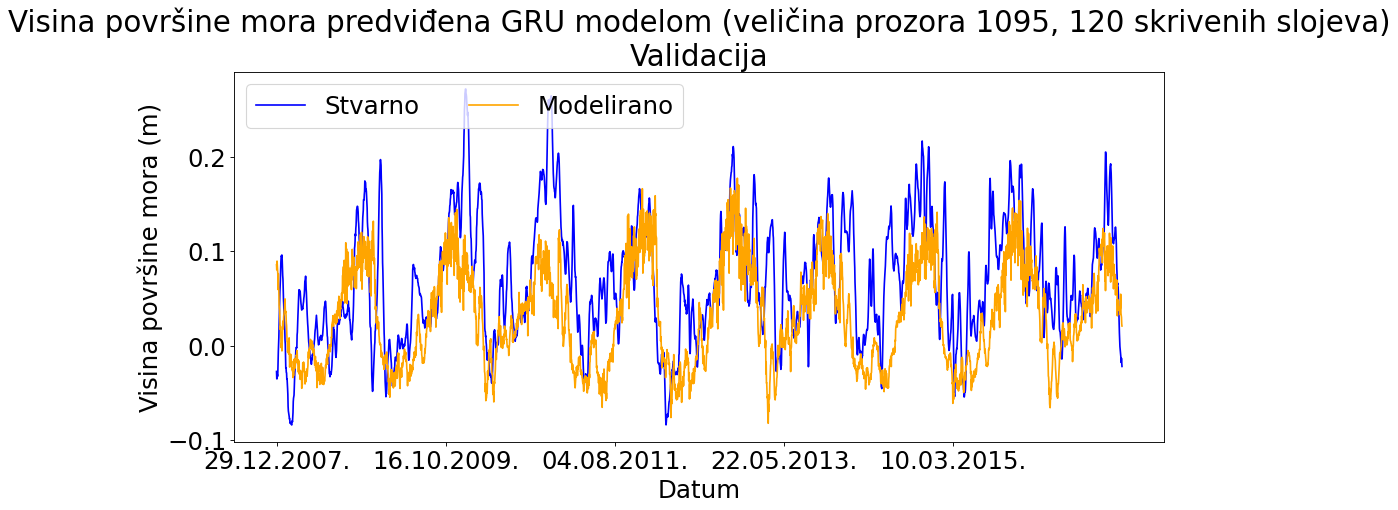 Visina površine mora predviđena GRU modelom (veličina prozora 1095, 120 skrivenih slojeva)
Validacija
Stvarno
Modelirano
Visina površine mora (m)
0.2
0.1
0.0
−0.1
29.12.2007.
16.10.2009.
04.08.2011.
22.05.2013.
10.03.2015.
Datum